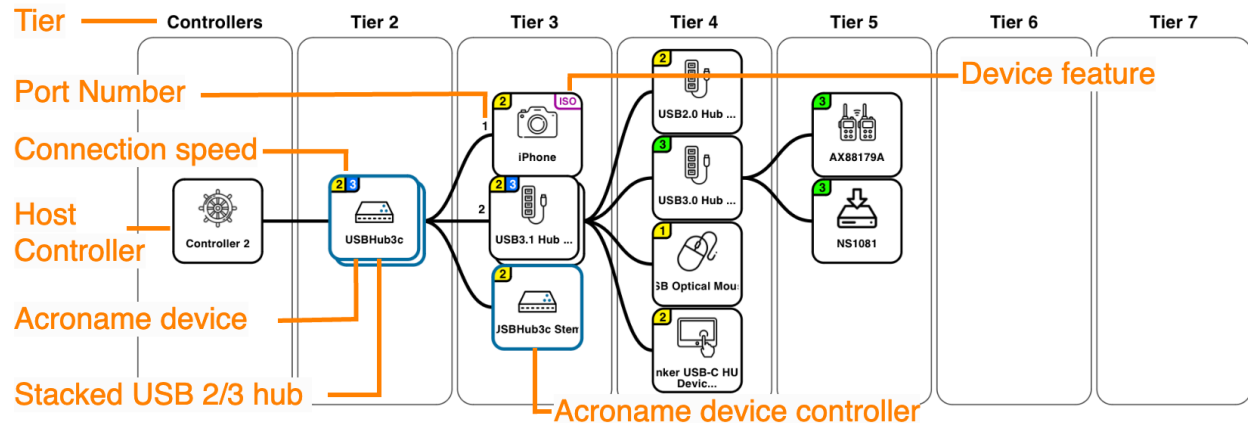 Tier
Controllers
Tier 2
Tier 3
Tier 4
Tier 5
Tier 6
Tier 7
Port Number
Connection speed
Host
Controller
Acroname device
Stacked USB 2/3 hub
Device feature
Acroname device controller
Controller 2
2 3
USBHub3c
1
2 ISO
iPhone
2
2 3
USB3.1 Hub ...
2
USBHub3c Stem
2
USB2.0 Hub ...
3
USB3.0 Hub ...
1
SB Optical Mou
2
nker USB-C HU
Devic...
3
AX88179A
3
NS1081